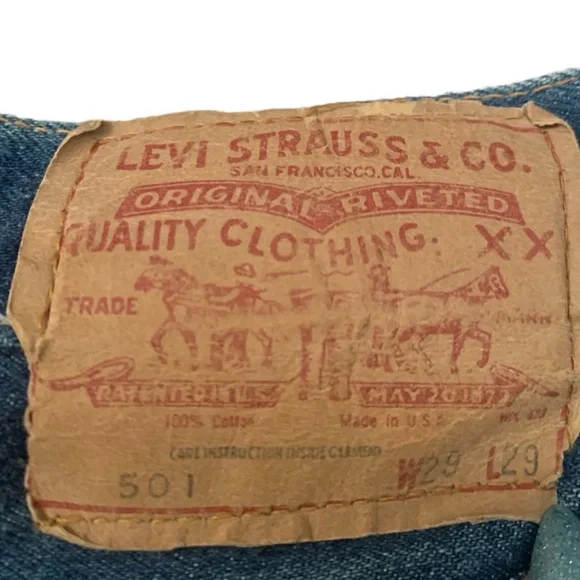 LEVI STRAUSS & CO.
SAN FRANCISCO, CAL.
ORIGINAL RIVETED
QUALITY CLOTHING: XX
TRADE MARK
PATENTED IN U.S. MAY 20 1873
100% Cotton Made in U.S.A.
CARE INSTRUCTION INSIDE GARMENT
501 W29 L29